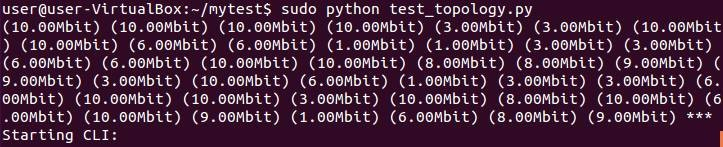 user@user-VirtualBox:~/mytest$ sudo python test_topology.py
(10.00Mbit) (10.00Mbit) (10.00Mbit) (3.00Mbit) (3.00Mbit) (10.00Mbit
) (10.00Mbit) (6.00Mbit) (6.00Mbit) (1.00Mbit) (1.00Mbit) (3.00Mbit) (3.00Mbit)
(6.00Mbit) (6.00Mbit) (10.00Mbit) (10.00Mbit) (8.00Mbit) (8.00Mbit) (9.00Mbit) (
9.00Mbit) (3.00Mbit) (10.00Mbit) (6.00Mbit) (1.00Mbit) (3.00Mbit) (3.00Mbit) (6.
00Mbit) (10.00Mbit) (10.00Mbit) (3.00Mbit) (10.00Mbit) (8.00Mbit) (10.00Mbit) (6
.00Mbit) (10.00Mbit) (9.00Mbit) (1.00Mbit) (6.00Mbit) (8.00Mbit) (9.00Mbit) ***
Starting CLI: